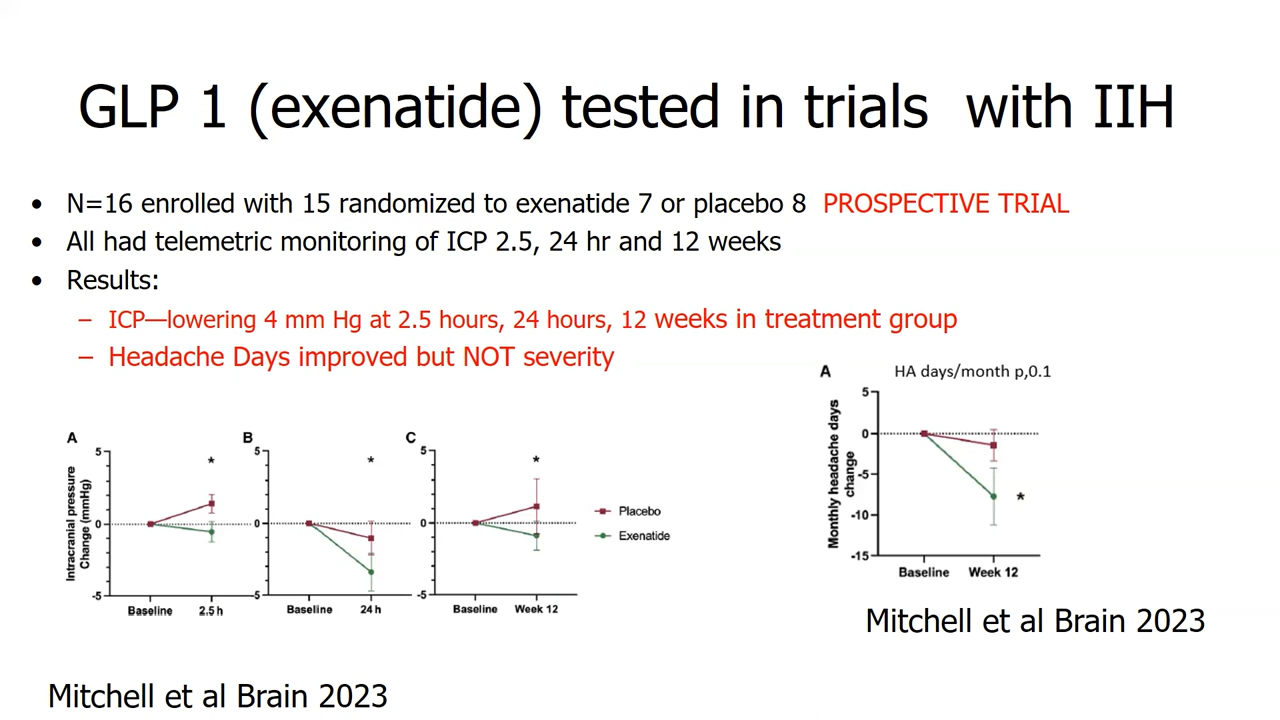 GLP 1 (exenatide) tested in trials with IIH
• N=16 enrolled with 15 randomized to exenatide 7 or placebo 8 PROSPECTIVE TRIAL
• All had telemetric monitoring of ICP 2.5, 24 hr and 12 weeks
• Results:
– ICP—lowering 4 mm Hg at 2.5 hours, 24 hours, 12 weeks in treatment group
– Headache Days improved but NOT severity
A
Intracranial pressure
Change (mmHg)
5
0
-5
*
Baseline 2.5 h
B
5
0
-5
*
Baseline 24 h
C
5
0
-5
*
Baseline Week 12
Placebo
Exenatide
A HA days/month p,0.1
Monthly headache days
change
5
0
-5
-10
-15
*
Baseline Week 12
Mitchell et al Brain 2023
Mitchell et al Brain 2023